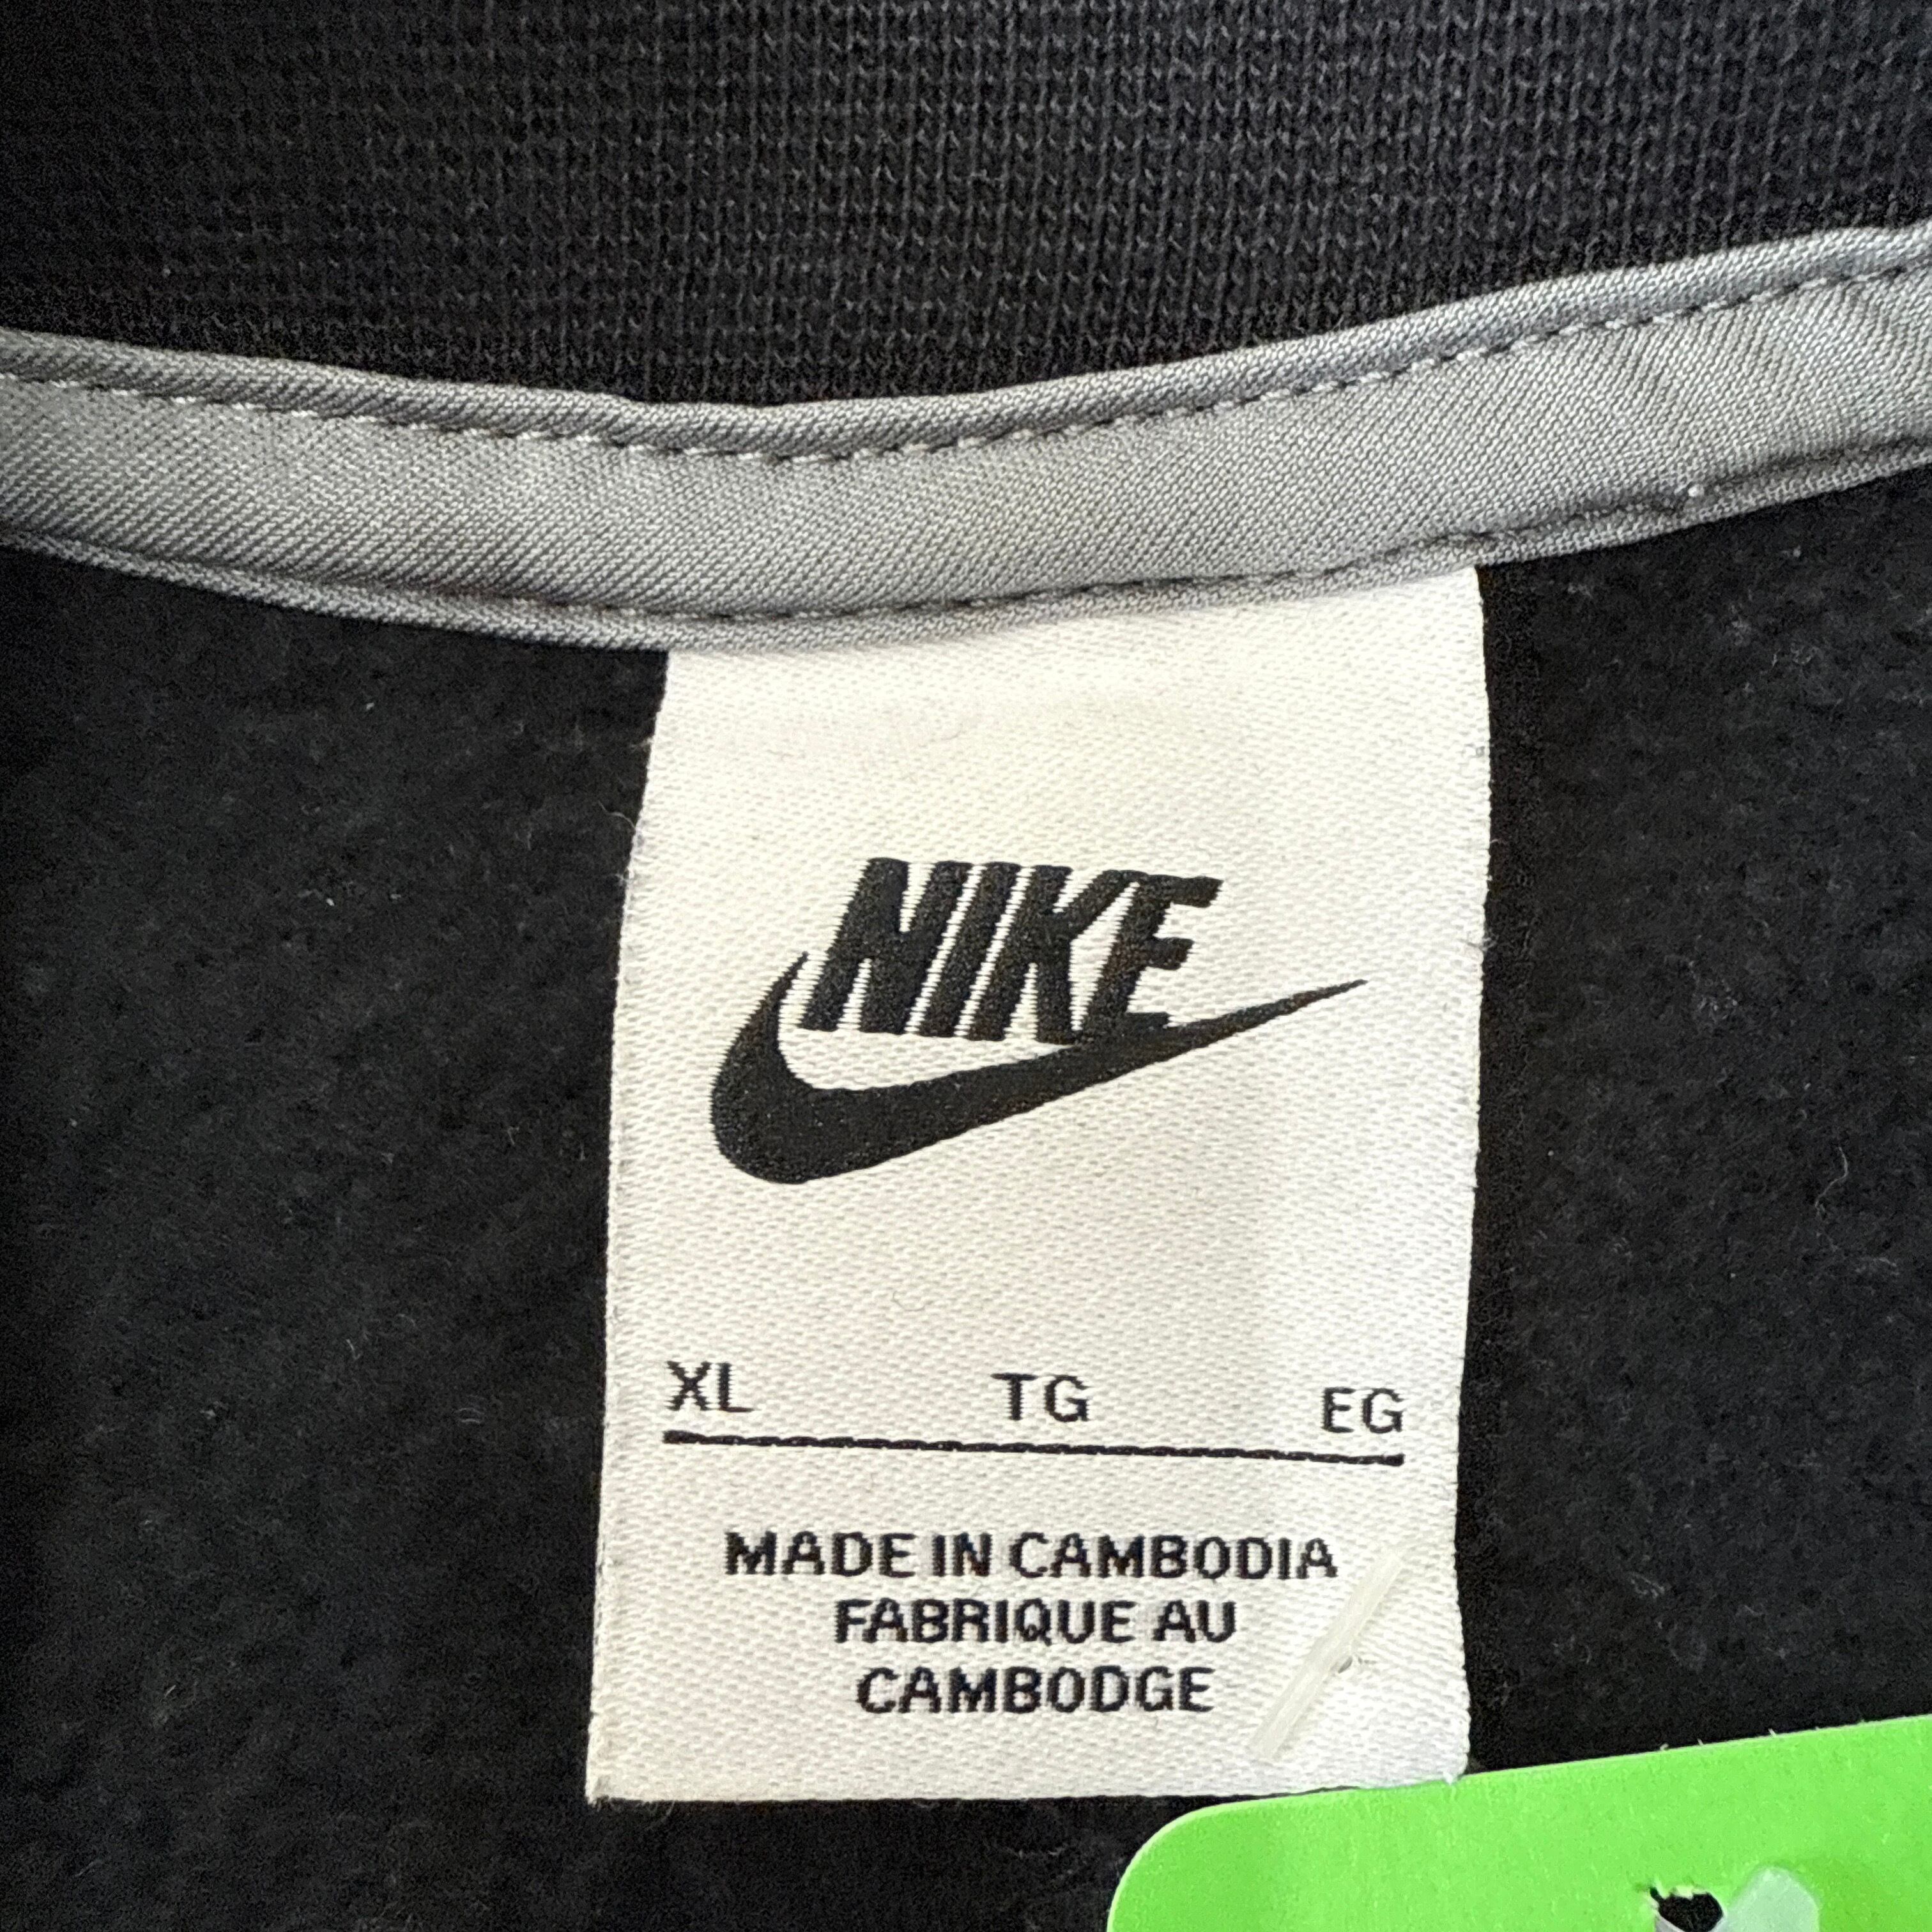 NIKE
XL TG EG
MADE IN CAMBODIA
FABRIQUE AU
CAMBODGE